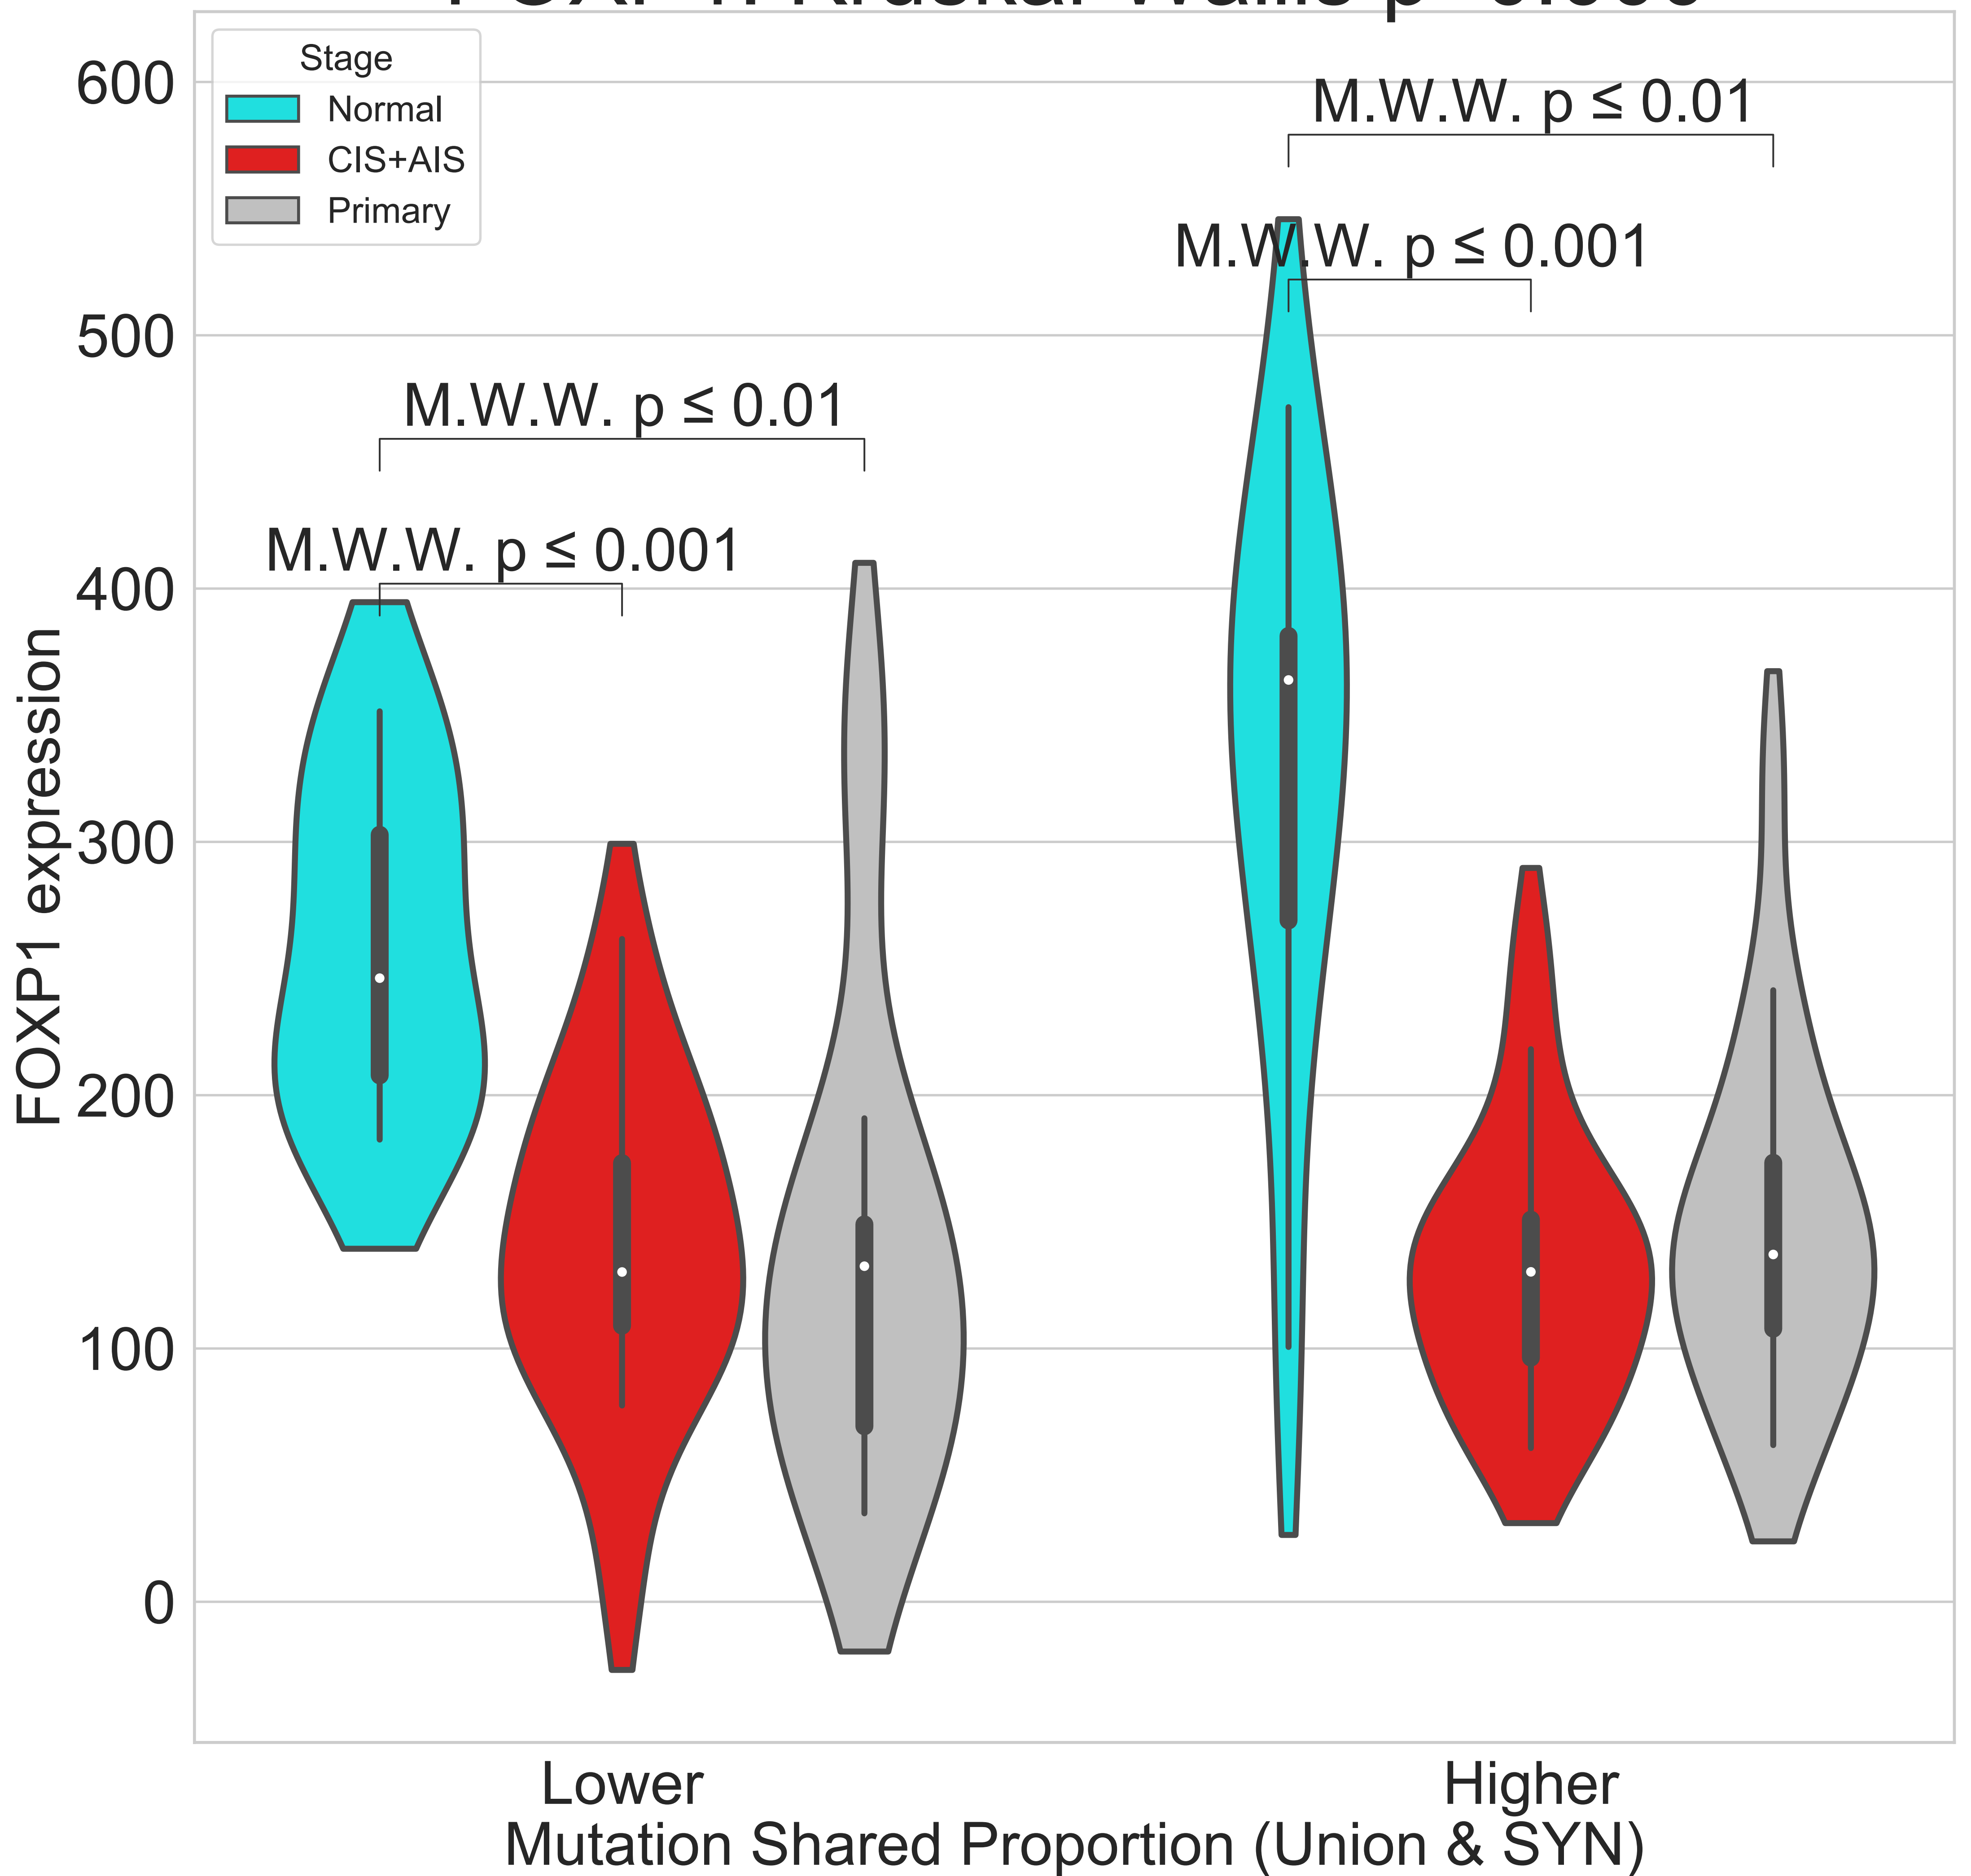 Stage
Normal
CIS+AIS
Primary
600
500
400
300
200
100
0
FOXP1 expression
M.W.W. p ≤ 0.01
M.W.W. p ≤ 0.001
M.W.W. p ≤ 0.01
M.W.W. p ≤ 0.001
Lower
Higher
Mutation Shared Proportion (Union & SYN)